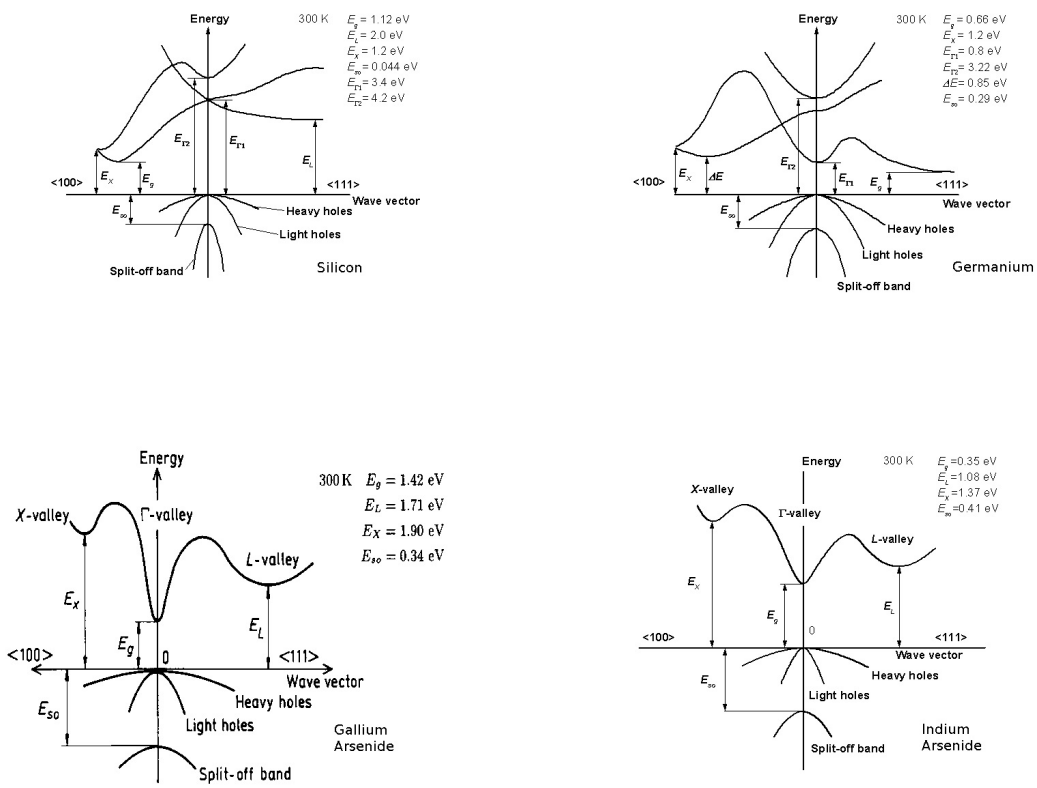 Energy
300 K
E_g = 1.12 eV
E_L = 2.0 eV
E_X = 1.2 eV
E_so = 0.044 eV
E_Γ1 = 3.4 eV
E_Γ2 = 4.2 eV
E_Γ2
E_Γ1
E_L
E_X
E_g
<100>
<111>
Wave vector
E_so
Heavy holes
Light holes
Split-off band
Silicon
Energy
300 K
E_g = 0.66 eV
E_X = 1.2 eV
E_Γ1 = 0.8 eV
E_Γ2 = 3.22 eV
ΔE = 0.85 eV
E_so = 0.29 eV
E_Γ2
E_X
ΔE
E_Γ1
E_g
<100>
<111>
Wave vector
E_so
Heavy holes
Light holes
Split-off band
Germanium
Energy
300 K E_g = 1.42 eV
E_L = 1.71 eV
E_X = 1.90 eV
E_so = 0.34 eV
X-valley
Γ-valley
L-valley
E_X
E_g
E_L
0
<100>
<111>
Wave vector
E_so
Heavy holes
Light holes
Split-off band
Gallium
Arsenide
Energy
300 K
E_g =0.35 eV
E_L =1.08 eV
E_X =1.37 eV
E_so =0.41 eV
X-valley
Γ-valley
L-valley
E_X
E_g
E_L
0
<100>
<111>
Wave vector
E_so
Heavy holes
Light holes
Split-off band
Indium
Arsenide